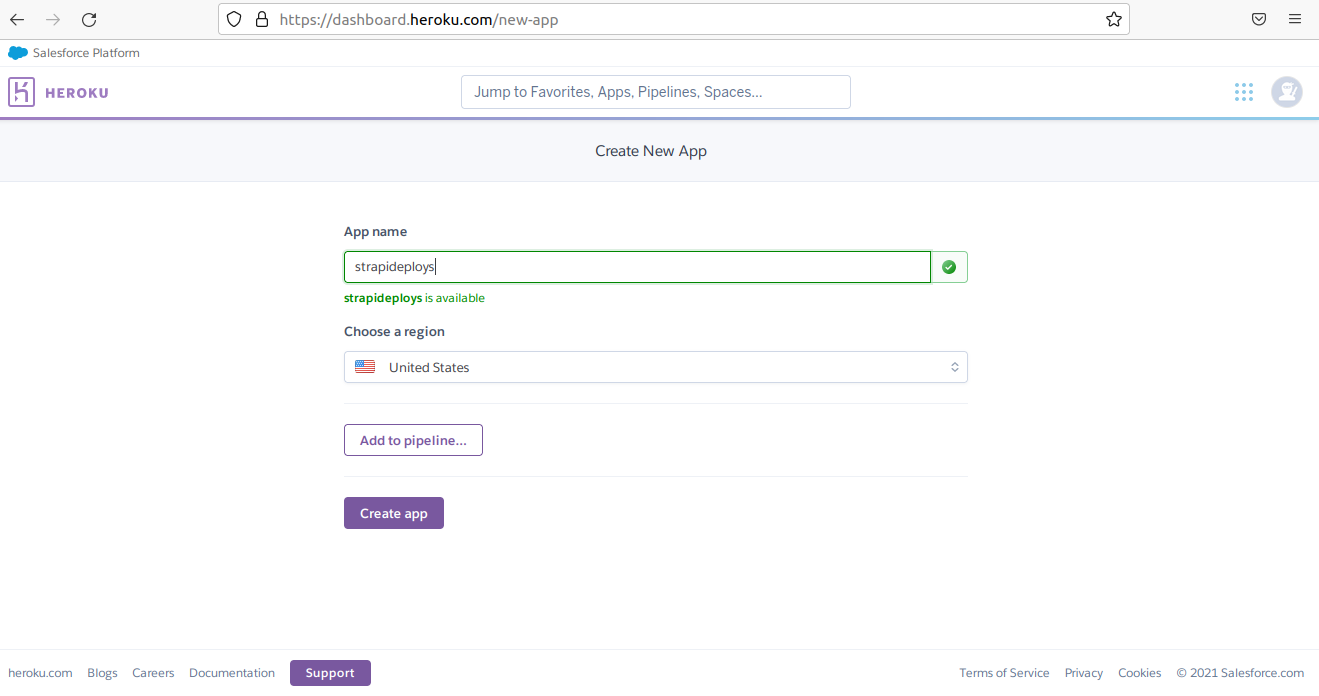 https://dashboard.heroku.com/new-app
Salesforce Platform
HEROKU
Jump to Favorites, Apps, Pipelines, Spaces...
Create New App
App name
strapideploys
strapideploys is available
Choose a region
United States
Add to pipeline...
Create app
heroku.com Blogs Careers Documentation Support Terms of Service Privacy Cookies © 2021 Salesforce.com